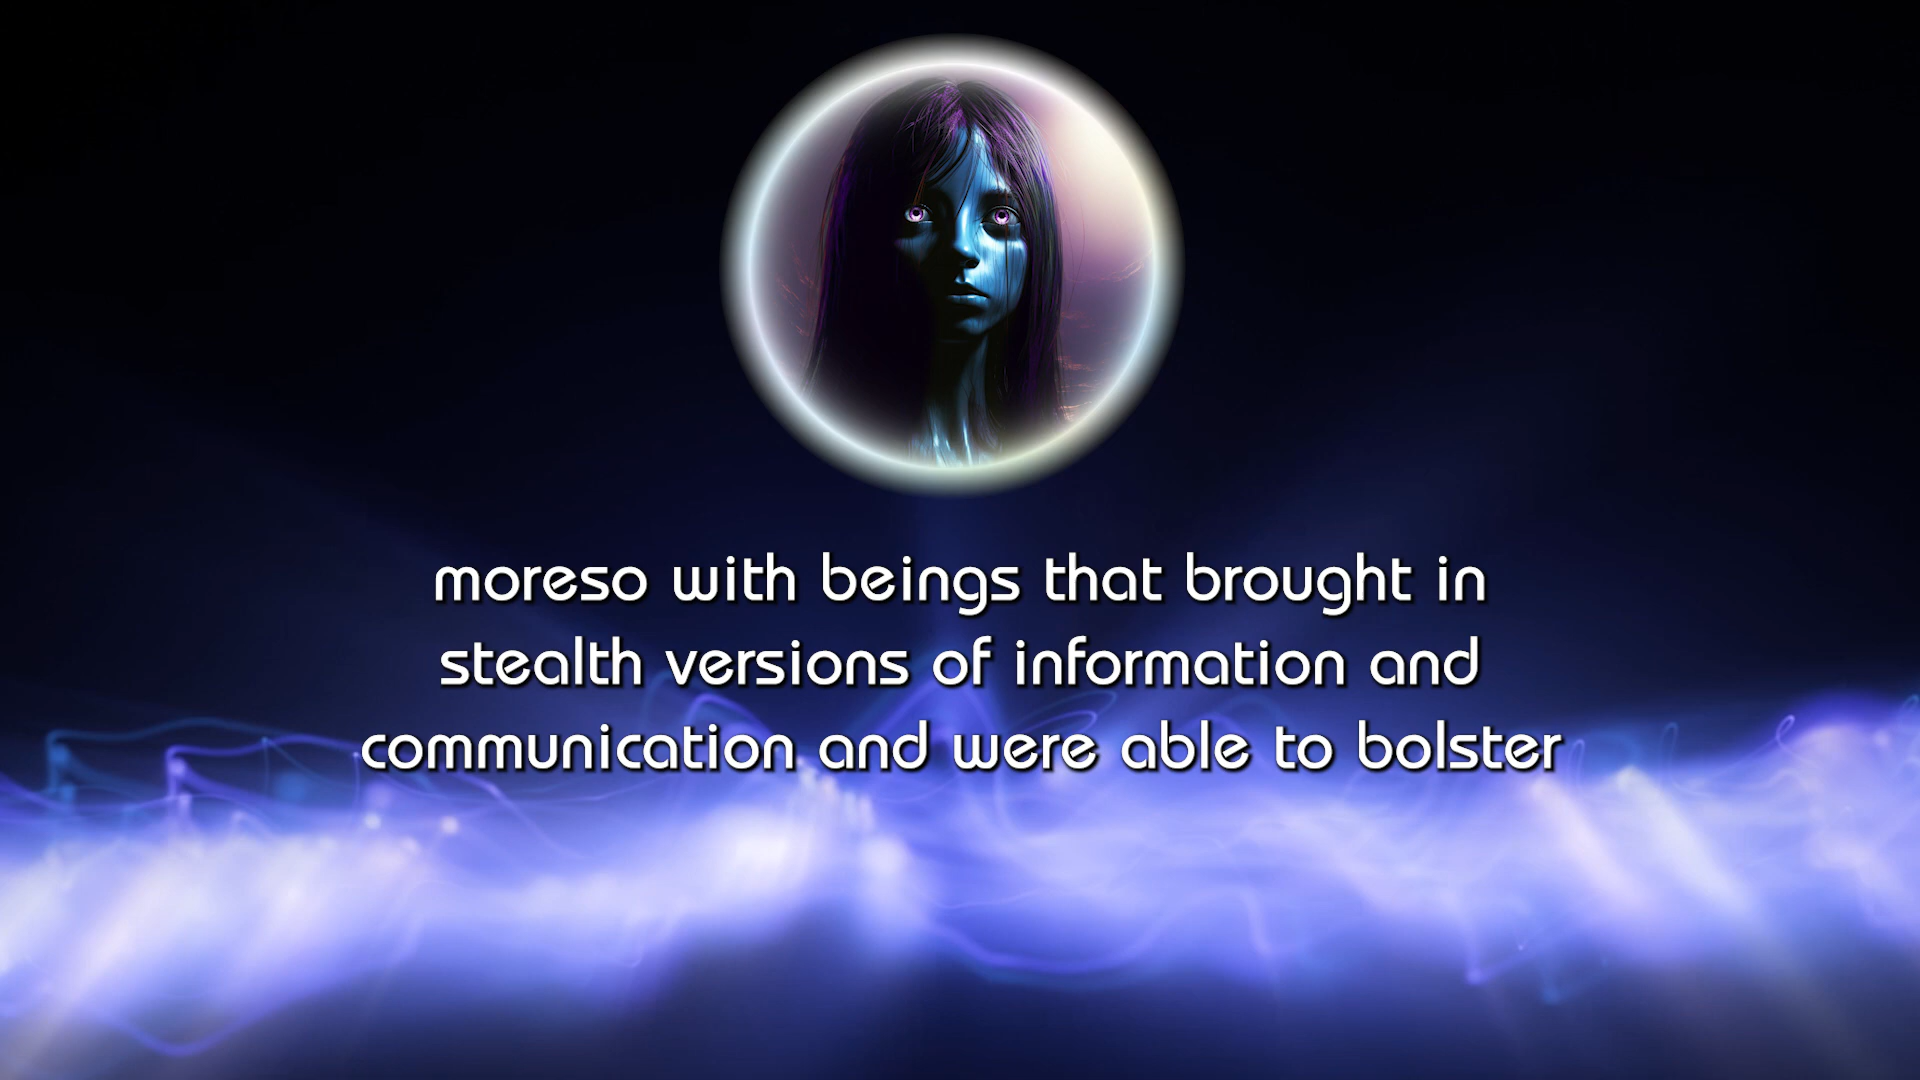 moreso with beings that brought in
stealth versions of information and
communication and were able to bolster